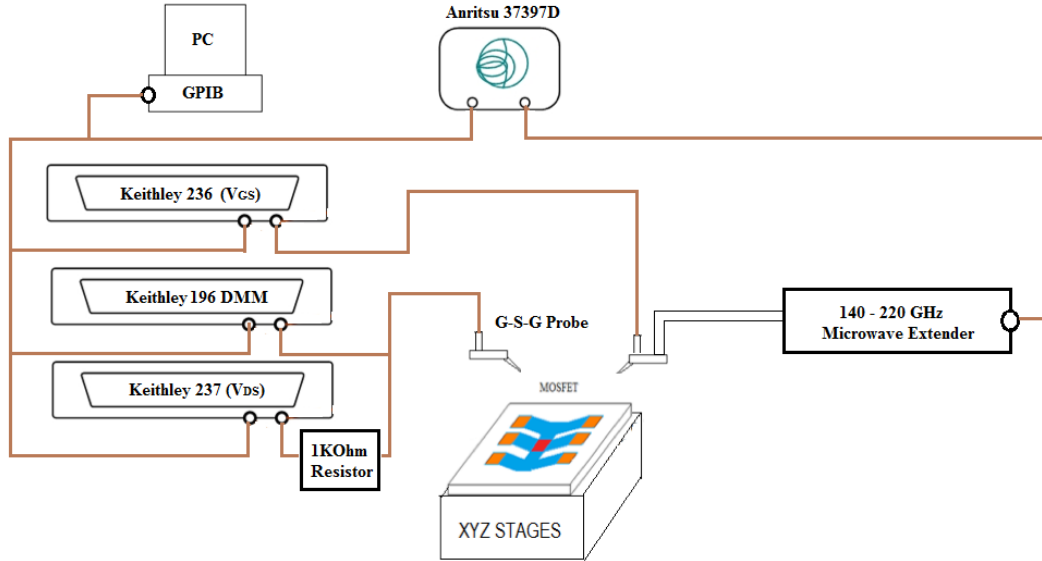 Anritsu 37397D
PC
GPIB
Keithley 236 (VGS)
Keithley 196 DMM
G-S-G Probe
140 - 220 GHz
Microwave Extender
Keithley 237 (VDS)
MOSFET
1KOhm
Resistor
XYZ STAGES